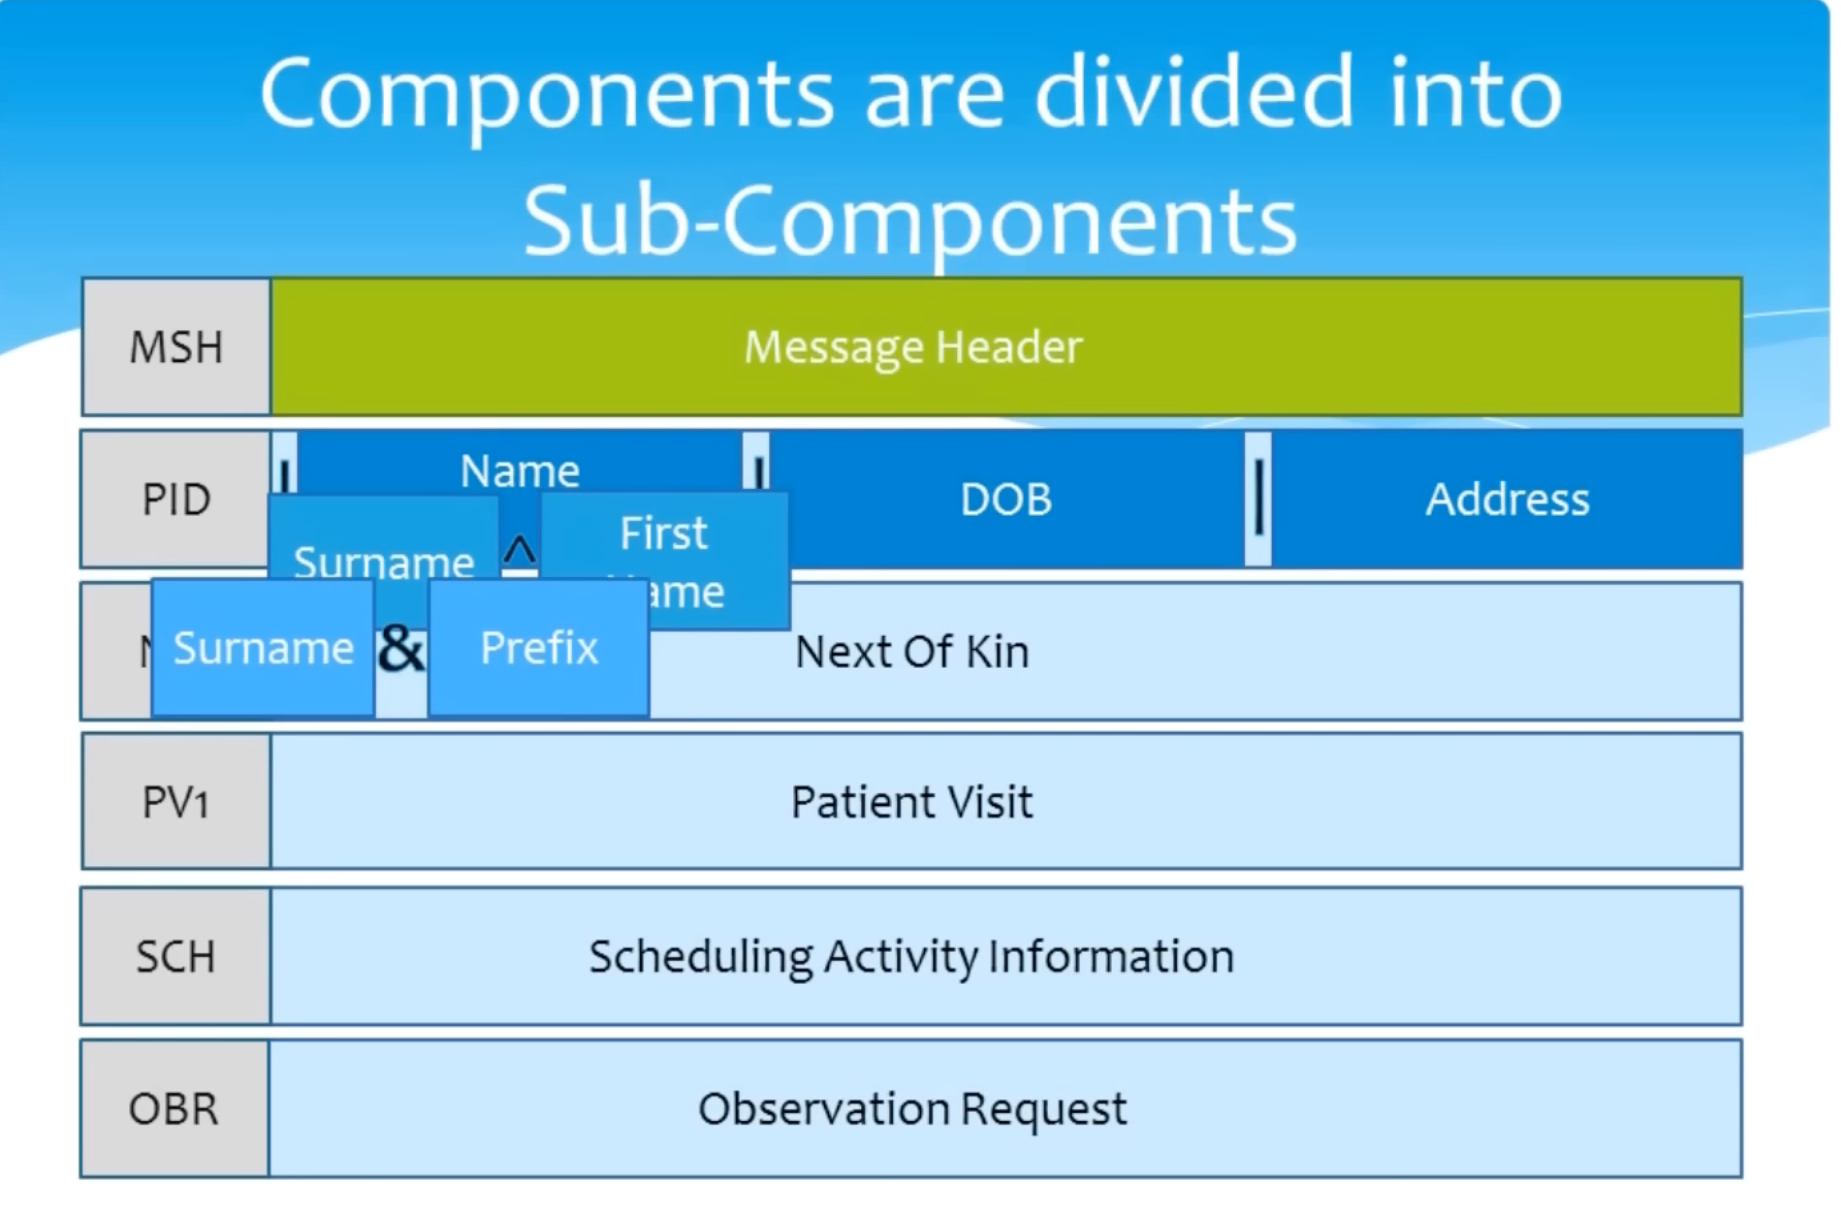 Components are divided into
Sub-Components
MSH
Message Header
PID
|
Name
|
DOB
|
Address
Surname
^
First
Surname
&
Prefix
Next Of Kin
PV1
Patient Visit
SCH
Scheduling Activity Information
OBR
Observation Request